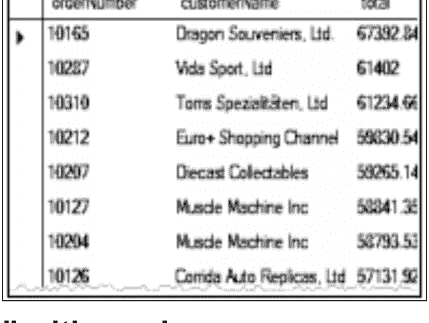 orderNumber customerName total
10165 Dragon Souveniers, Ltd. 67392.84
10287 Vida Sport, Ltd 61402
10310 Toms Spezialitäten, Ltd 61234.66
10212 Euro+ Shopping Channel 59830.54
10207 Diecast Collectables 59265.14
10127 Muscle Machine Inc 58841.35
10204 Muscle Machine Inc 58793.53
10126 Corrida Auto Replicas, Ltd 57131.92